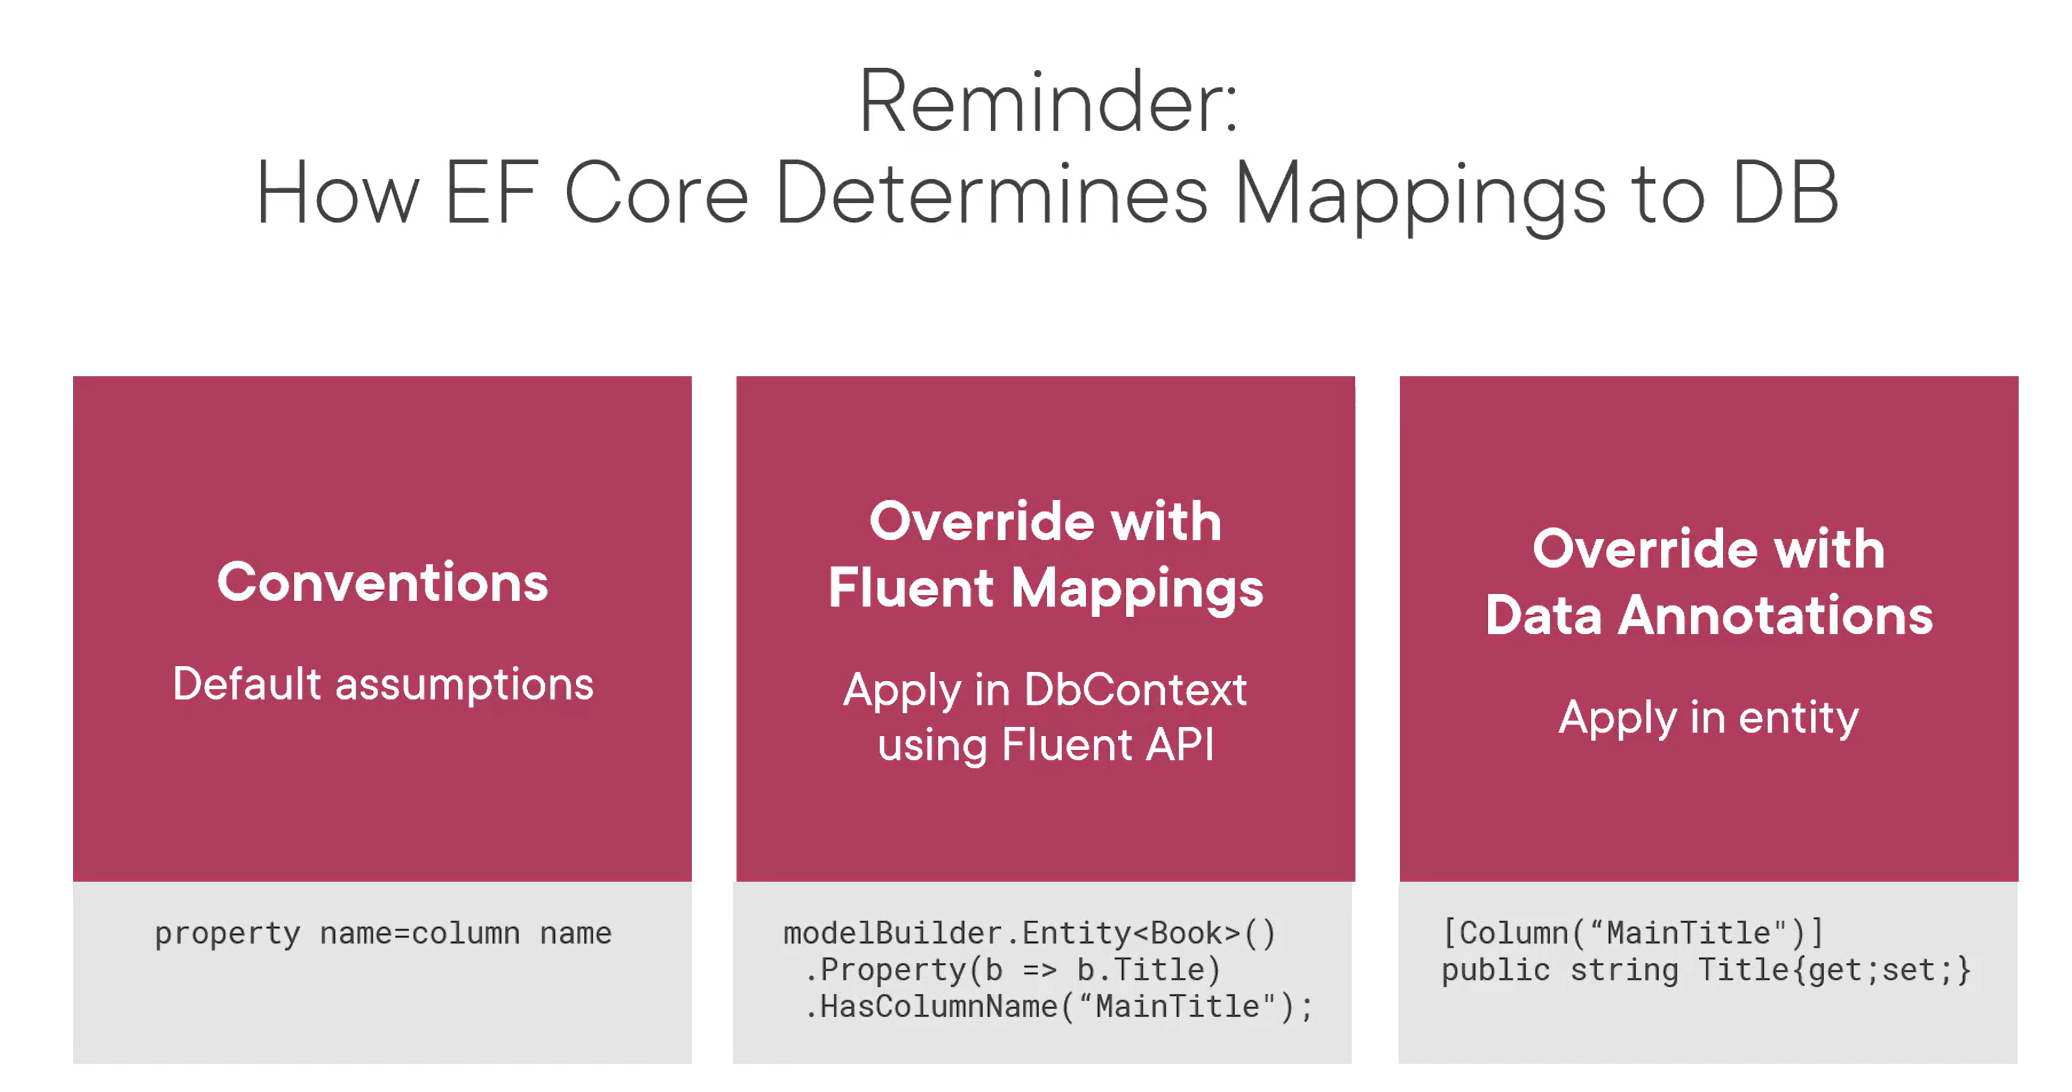 Reminder:
How EF Core Determines Mappings to DB
Conventions
Default assumptions
property name=column name
Override with
Fluent Mappings
Apply in DbContext
using Fluent API
modelBuilder.Entity<Book>()
.Property(b => b.Title)
.HasColumnName(“MainTitle");
Override with
Data Annotations
Apply in entity
[Column(“MainTitle")]
public string Title{get;set;}